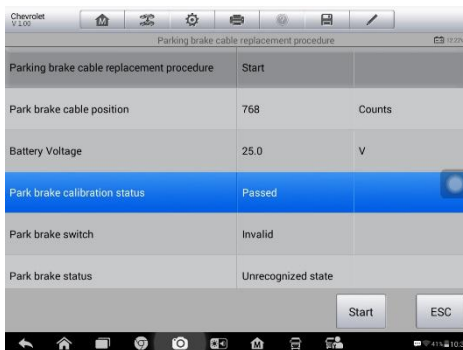 Chevrolet
V 1.00
Parking brake cable replacement procedure
Parking brake cable replacement procedure Start
Park brake cable position 768 Counts
Battery Voltage 25.0 V
Park brake calibration status Passed
Park brake switch Invalid
Park brake status Unrecognized state
Start ESC
41%